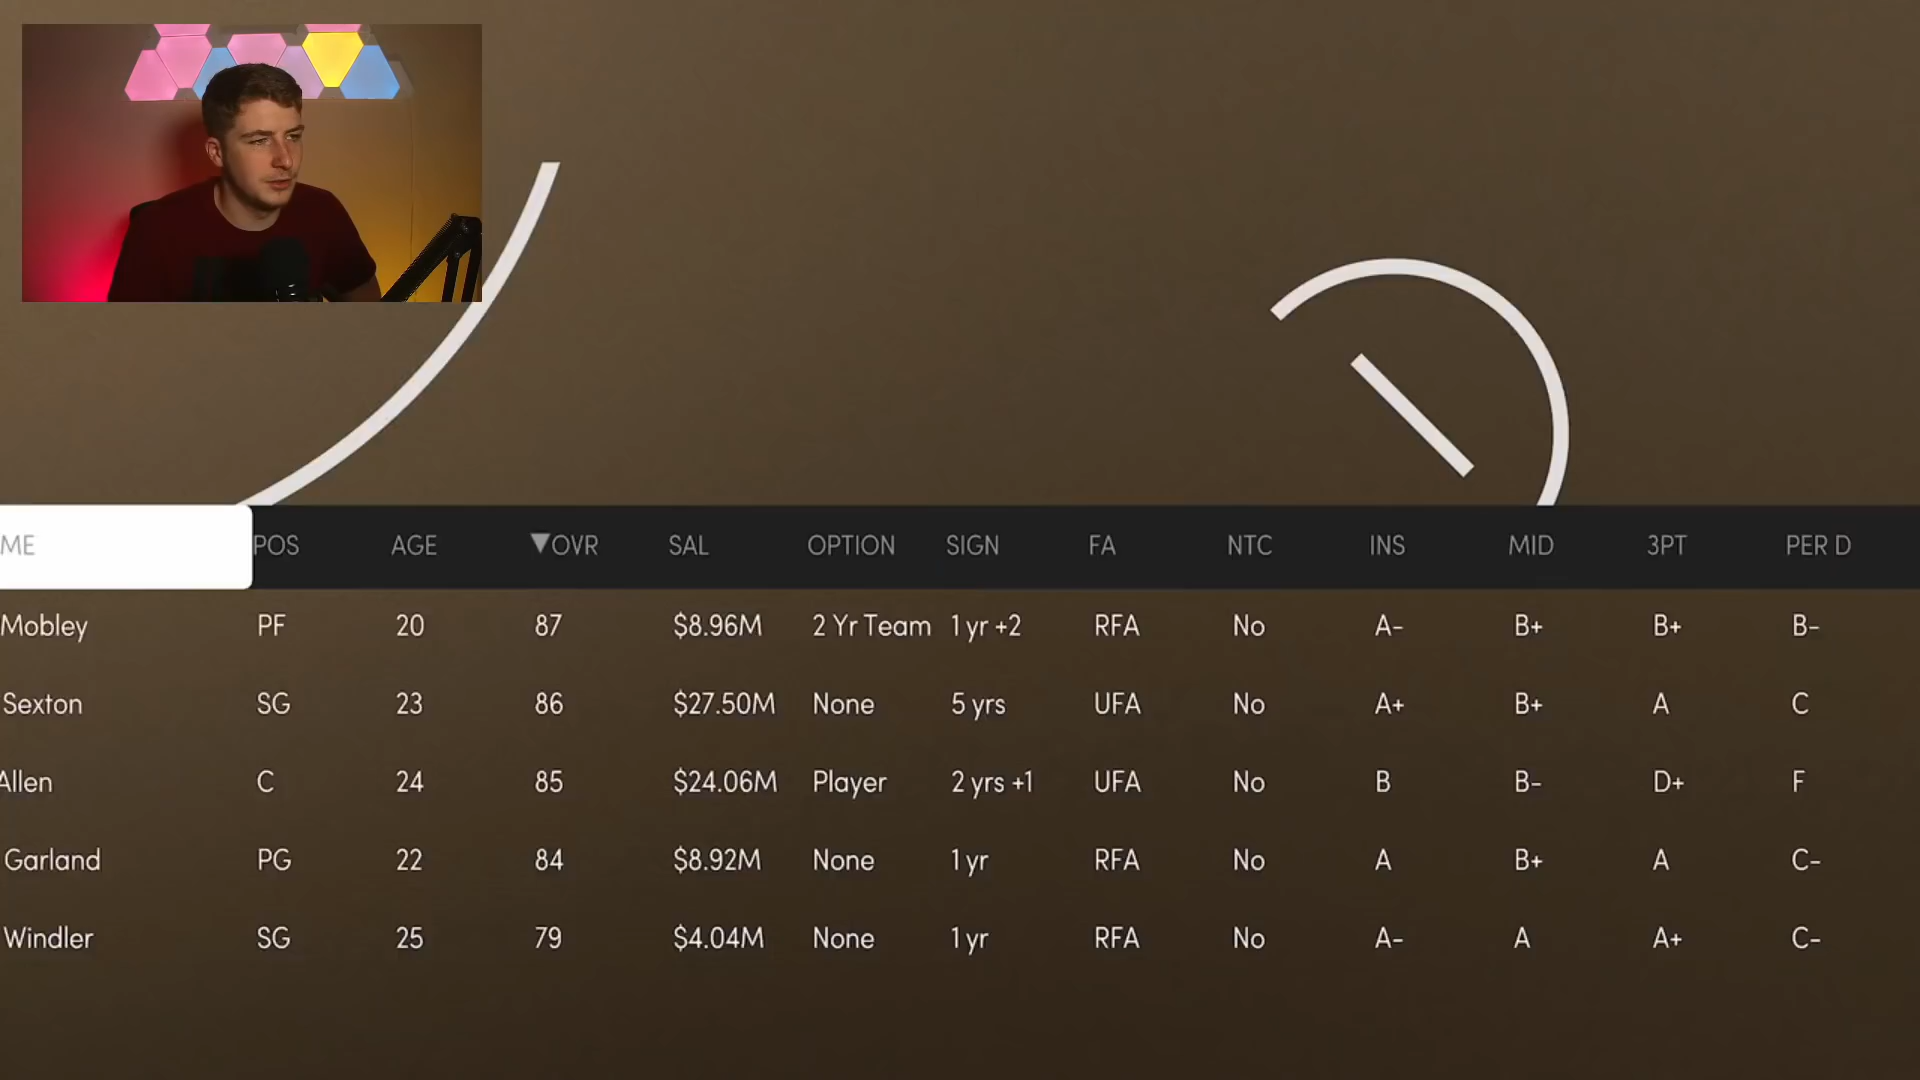 ME POS AGE ▼OVR SAL OPTION SIGN FA NTC INS MID 3PT PER D
Mobley PF 20 87 $8.96M 2 Yr Team 1 yr +2 RFA No A- B+ B+ B-
Sexton SG 23 86 $27.50M None 5 yrs UFA No A+ B+ A C
Allen C 24 85 $24.06M Player 2 yrs +1 UFA No B B- D+ F
Garland PG 22 84 $8.92M None 1 yr RFA No A B+ A C-
Windler SG 25 79 $4.04M None 1 yr RFA No A- A A+ C-